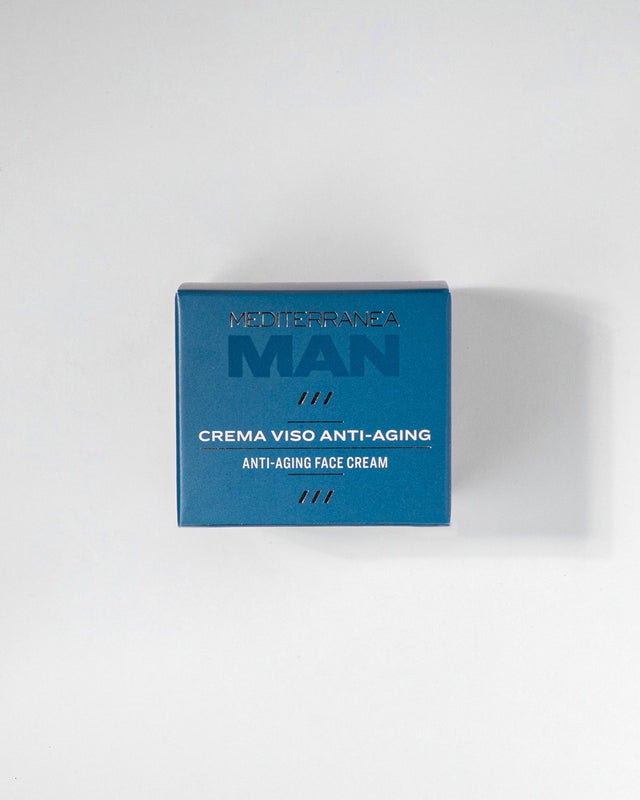 MEDITERRANEA
MAN
CREMA VISO ANTI-AGING
ANTI-AGING FACE CREAM